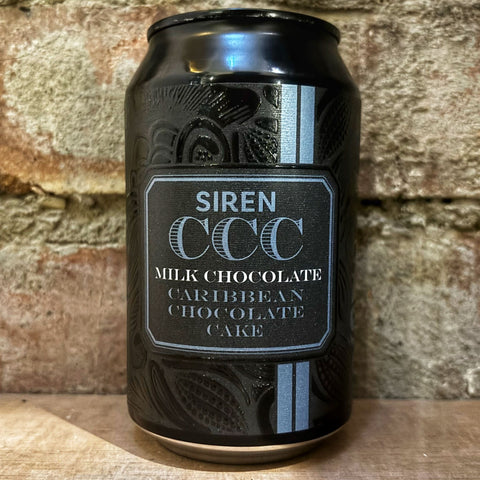 SIREN
CCC
MILK CHOCOLATE
CARIBBEAN
CHOCOLATE
CAKE